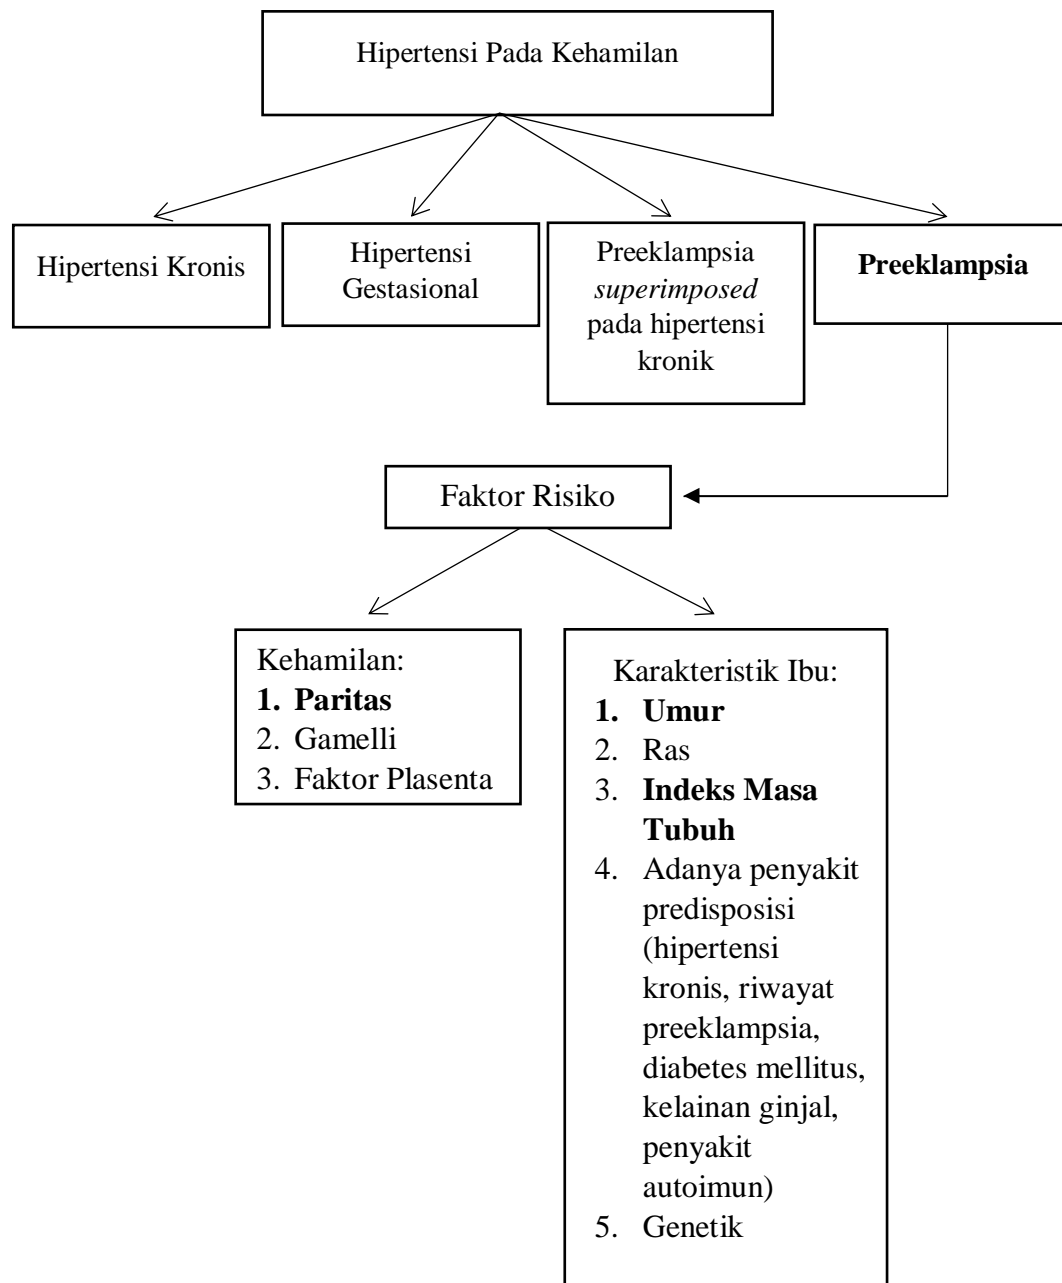 Hipertensi Pada Kehamilan
Hipertensi Kronis
Hipertensi
Gestasional
Preeklampsia
superimposed
pada hipertensi
kronik
Preeklampsia
Faktor Risiko
Kehamilan:
1. Paritas
2. Gamelli
3. Faktor Plasenta
Karakteristik Ibu:
1. Umur
2. Ras
3. Indeks Masa
Tubuh
4. Adanya penyakit
predisposisi
(hipertensi
kronis, riwayat
preeklampsia,
diabetes mellitus,
kelainan ginjal,
penyakit
autoimun)
5. Genetik